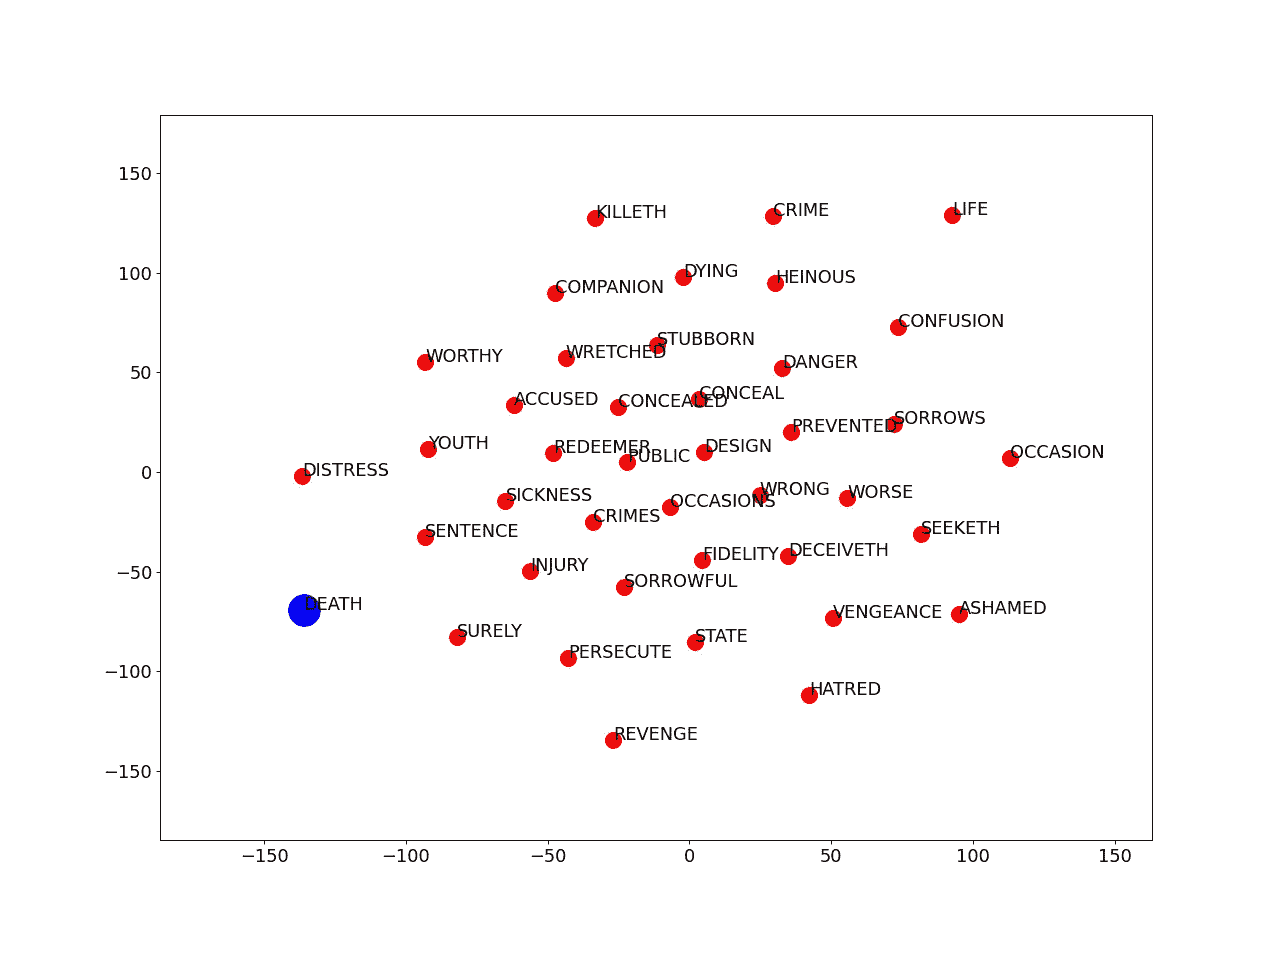 150
KILLETH
CRIME
LIFE
100
DYING
HEINOUS
COMPANION
CONFUSION
STUBBORN
WRETCHED
WORTHY
DANGER
50
CONCEAL
ACCUSED
CONCEALED
SORROWS
PREVENTED
YOUTH
REDEEMER
DESIGN
PUBLIC
OCCASION
DISTRESS
0
WRONG
WORSE
SICKNESS
OCCASIONS
CRIMES
SEEKETH
SENTENCE
DECEIVETH
FIDELITY
INJURY
−50
SORROWFUL
DEATH
ASHAMED
VENGEANCE
SURELY
STATE
PERSECUTE
−100
HATRED
REVENGE
−150
−150 −100 −50 0 50 100 150